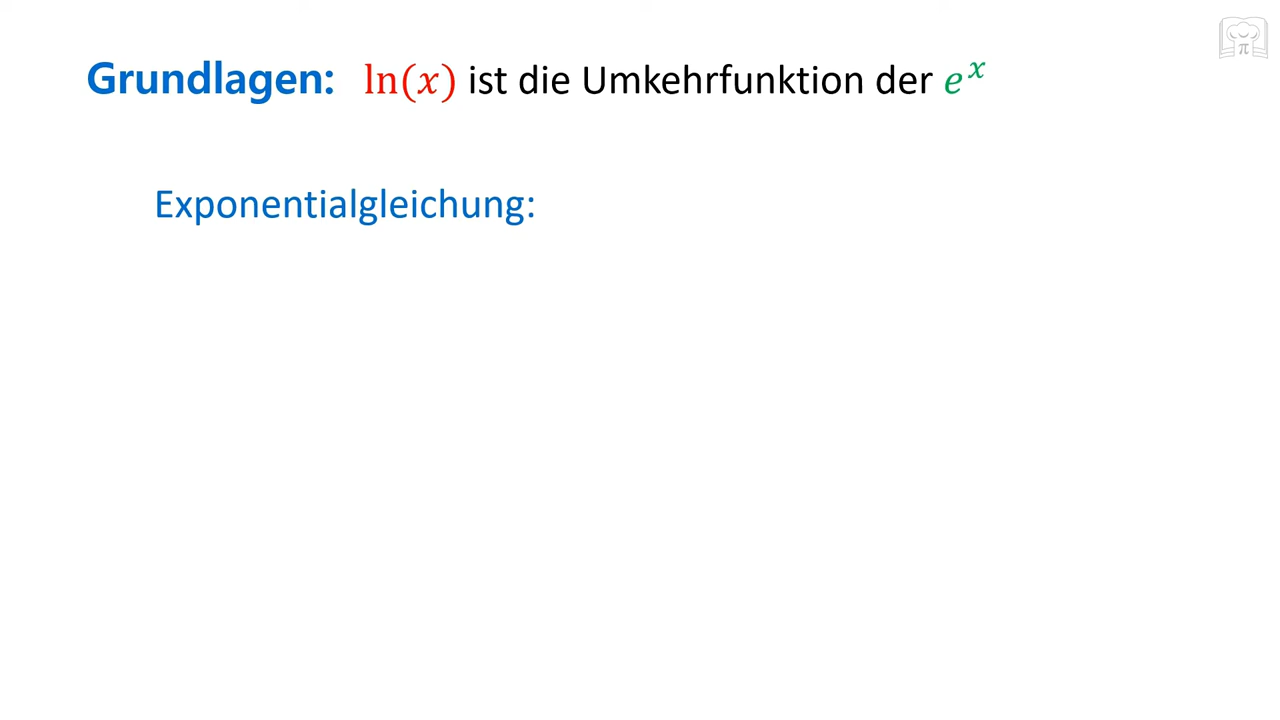 Grundlagen: ln(x) ist die Umkehrfunktion der e^x
Exponentialgleichung:
π